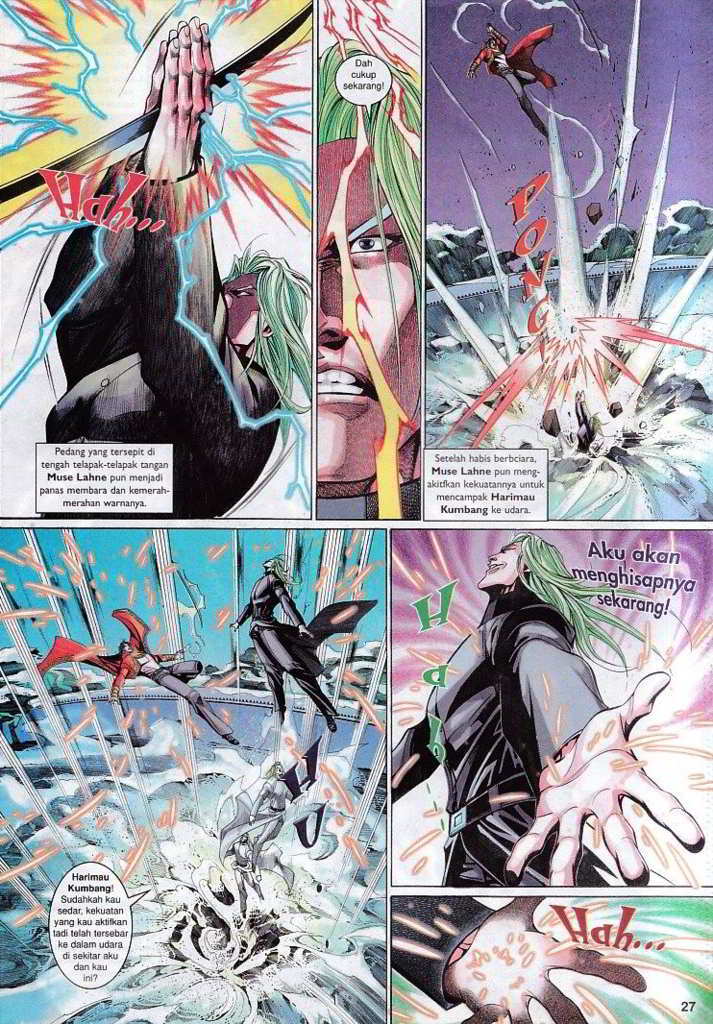 Hah...
Pedang yang tersepit di
tengah telapak-telapak tangan
Muse Lahne pun menjadi
panas membara dan kemerah-
merahan warnanya.
Dah
cukup
sekarang!
PONG
Setelah habis berbciara,
Muse Lahne pun meng-
akitfkan kekuatannya untuk
mencampak Harimau
Kumbang ke udara.
HU
Harimau
Kumbang!
Sudahkah kau
sedar, kekuatan
yang kau aktifkan
tadi telah tersebar
ke dalam udara
di sekitar aku
dan kau
ini?
Aku akan
menghisapnya
sekarang!
Hah
Hah...
27